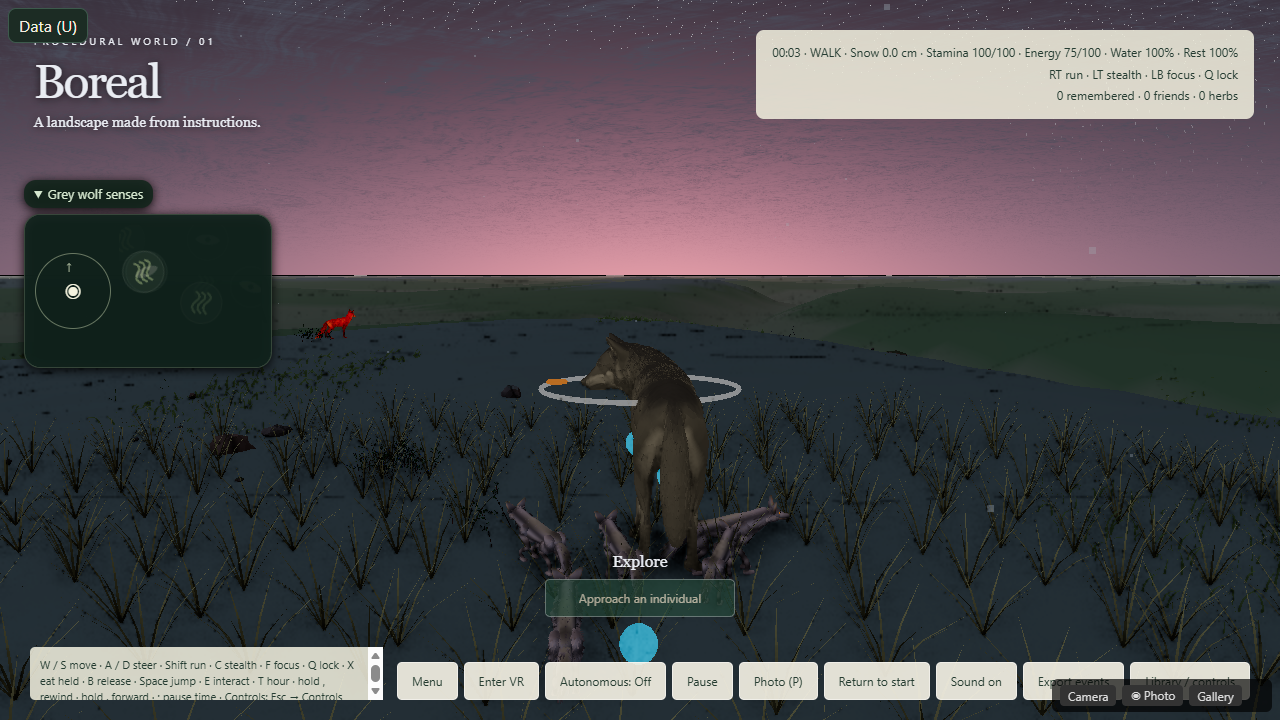 Data (U)
PROCEDURAL WORLD / 01
Boreal
A landscape made from instructions.
00:03 · WALK · Snow 0.0 cm · Stamina 100/100 · Energy 75/100 · Water 100% · Rest 100%
RT run · LT stealth · LB focus · Q lock
0 remembered · 0 friends · 0 herbs
▼ Grey wolf senses
↑
Explore
Approach an individual
W / S move · A / D steer · Shift run · C stealth · F focus · Q lock · X
eat held · B release · Space jump · E interact · T hour · hold ,
rewind · hold . forward · ; pause time · Controls: Esc → Controls
Menu
Enter VR
Autonomous: Off
Pause
Photo (P)
Return to start
Sound on
Export events
Library / controls
Camera
◉ Photo
Gallery